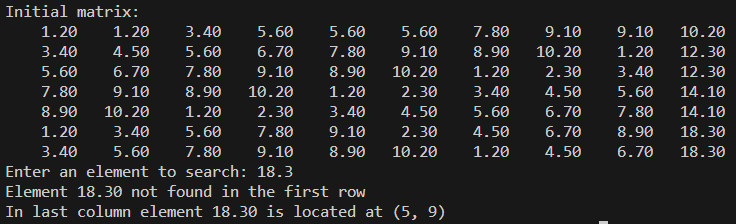 Initial matrix:
1.20 1.20 3.40 5.60 5.60 5.60 7.80 9.10 9.10 10.20
3.40 4.50 5.60 6.70 7.80 9.10 8.90 10.20 1.20 12.30
5.60 6.70 7.80 9.10 8.90 10.20 1.20 2.30 3.40 12.30
7.80 9.10 8.90 10.20 1.20 2.30 3.40 4.50 5.60 14.10
8.90 10.20 1.20 2.30 3.40 4.50 5.60 6.70 7.80 14.10
1.20 3.40 5.60 7.80 9.10 2.30 4.50 6.70 8.90 18.30
3.40 5.60 7.80 9.10 8.90 10.20 1.20 4.50 6.70 18.30
Enter an element to search: 18.3
Element 18.30 not found in the first row
In last column element 18.30 is located at (5, 9)